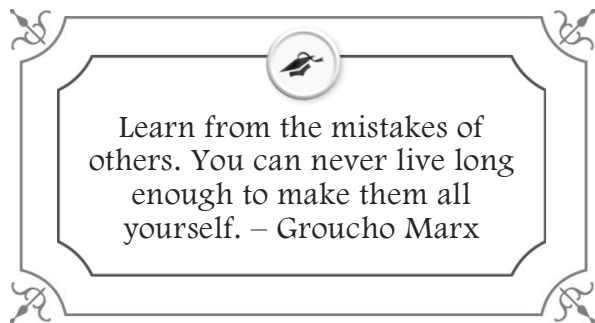 Learn from the mistakes of
others. You can never live long
enough to make them all
yourself. – Groucho Marx